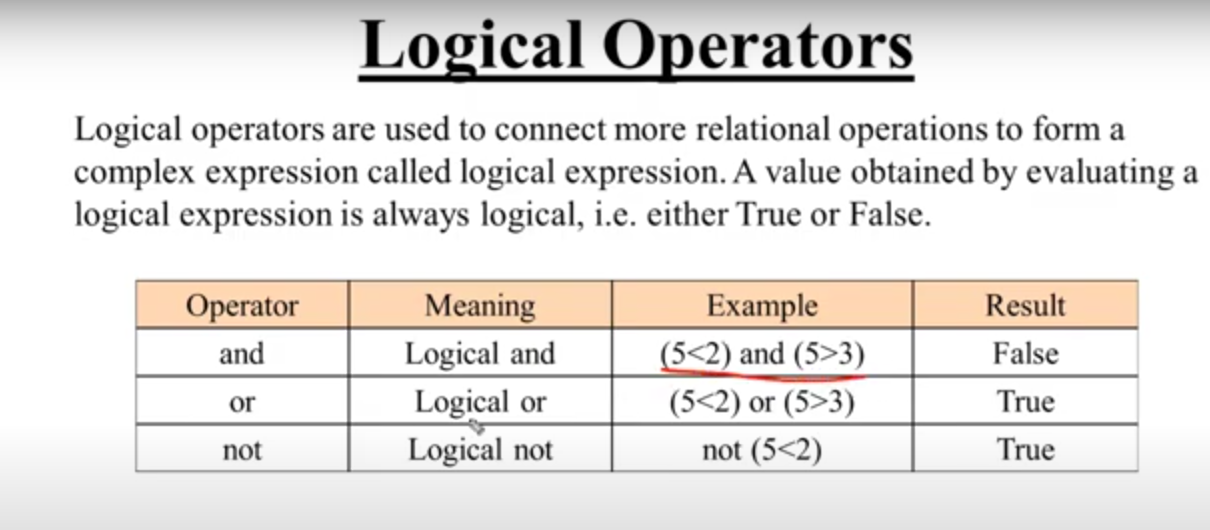 Logical Operators
Logical operators are used to connect more relational operations to form a
complex expression called logical expression. A value obtained by evaluating a
logical expression is always logical, i.e. either True or False.
Operator Meaning Example Result
and Logical and (5<2) and (5>3) False
or Logical or (5<2) or (5>3) True
not Logical not not (5<2) True